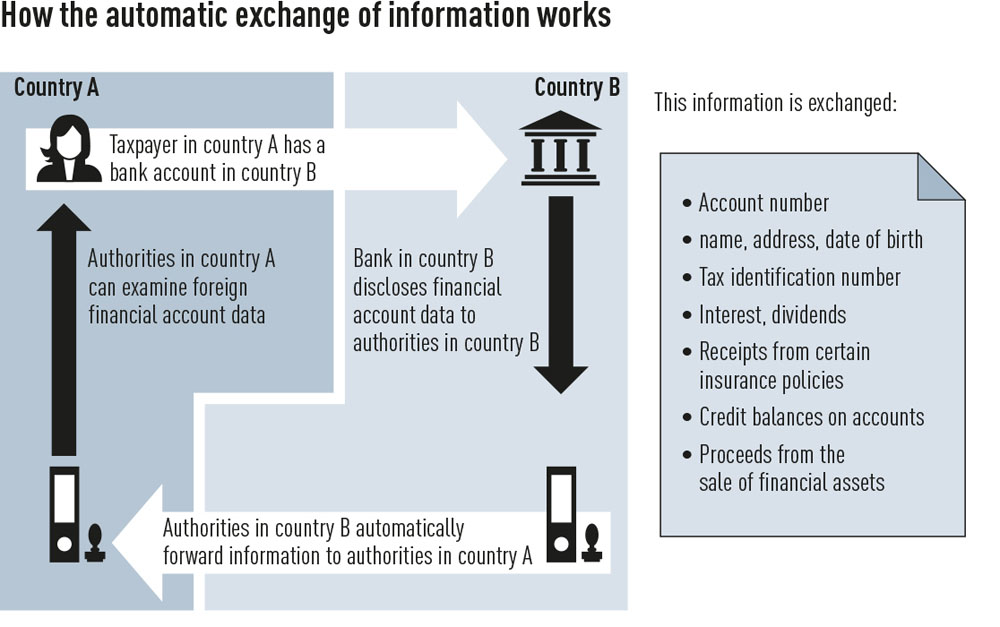 How the automatic exchange of information works
Country A
Country B
Taxpayer in country A has a
bank account in country B
Authorities in country A
can examine foreign
financial account data
Bank in country B
discloses financial
account data to
authorities in country B
Authorities in country B automatically
forward information to authorities in country A
This information is exchanged:
• Account number
• name, address, date of birth
• Tax identification number
• Interest, dividends
• Receipts from certain
insurance policies
• Credit balances on accounts
• Proceeds from the
sale of financial assets